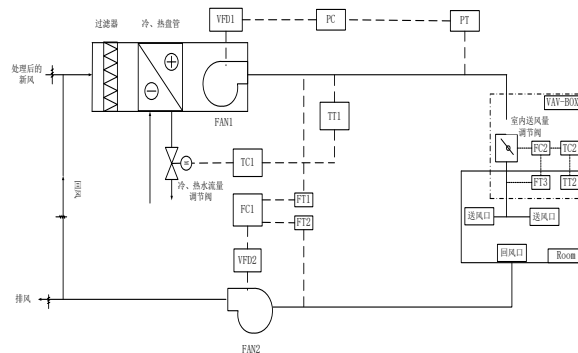 过滤器
冷、热盘管
VFD1
PC
PT
处理后的
新风
FAN1
TT1
VAV-BOX
室内送风量
调节阀
FC2
TC2
FT3
TT2
M
TC1
冷、热水流量
调节阀
回风
FC1
FT1
FT2
送风口
送风口
回风口
Room
VFD2
排风
FAN2